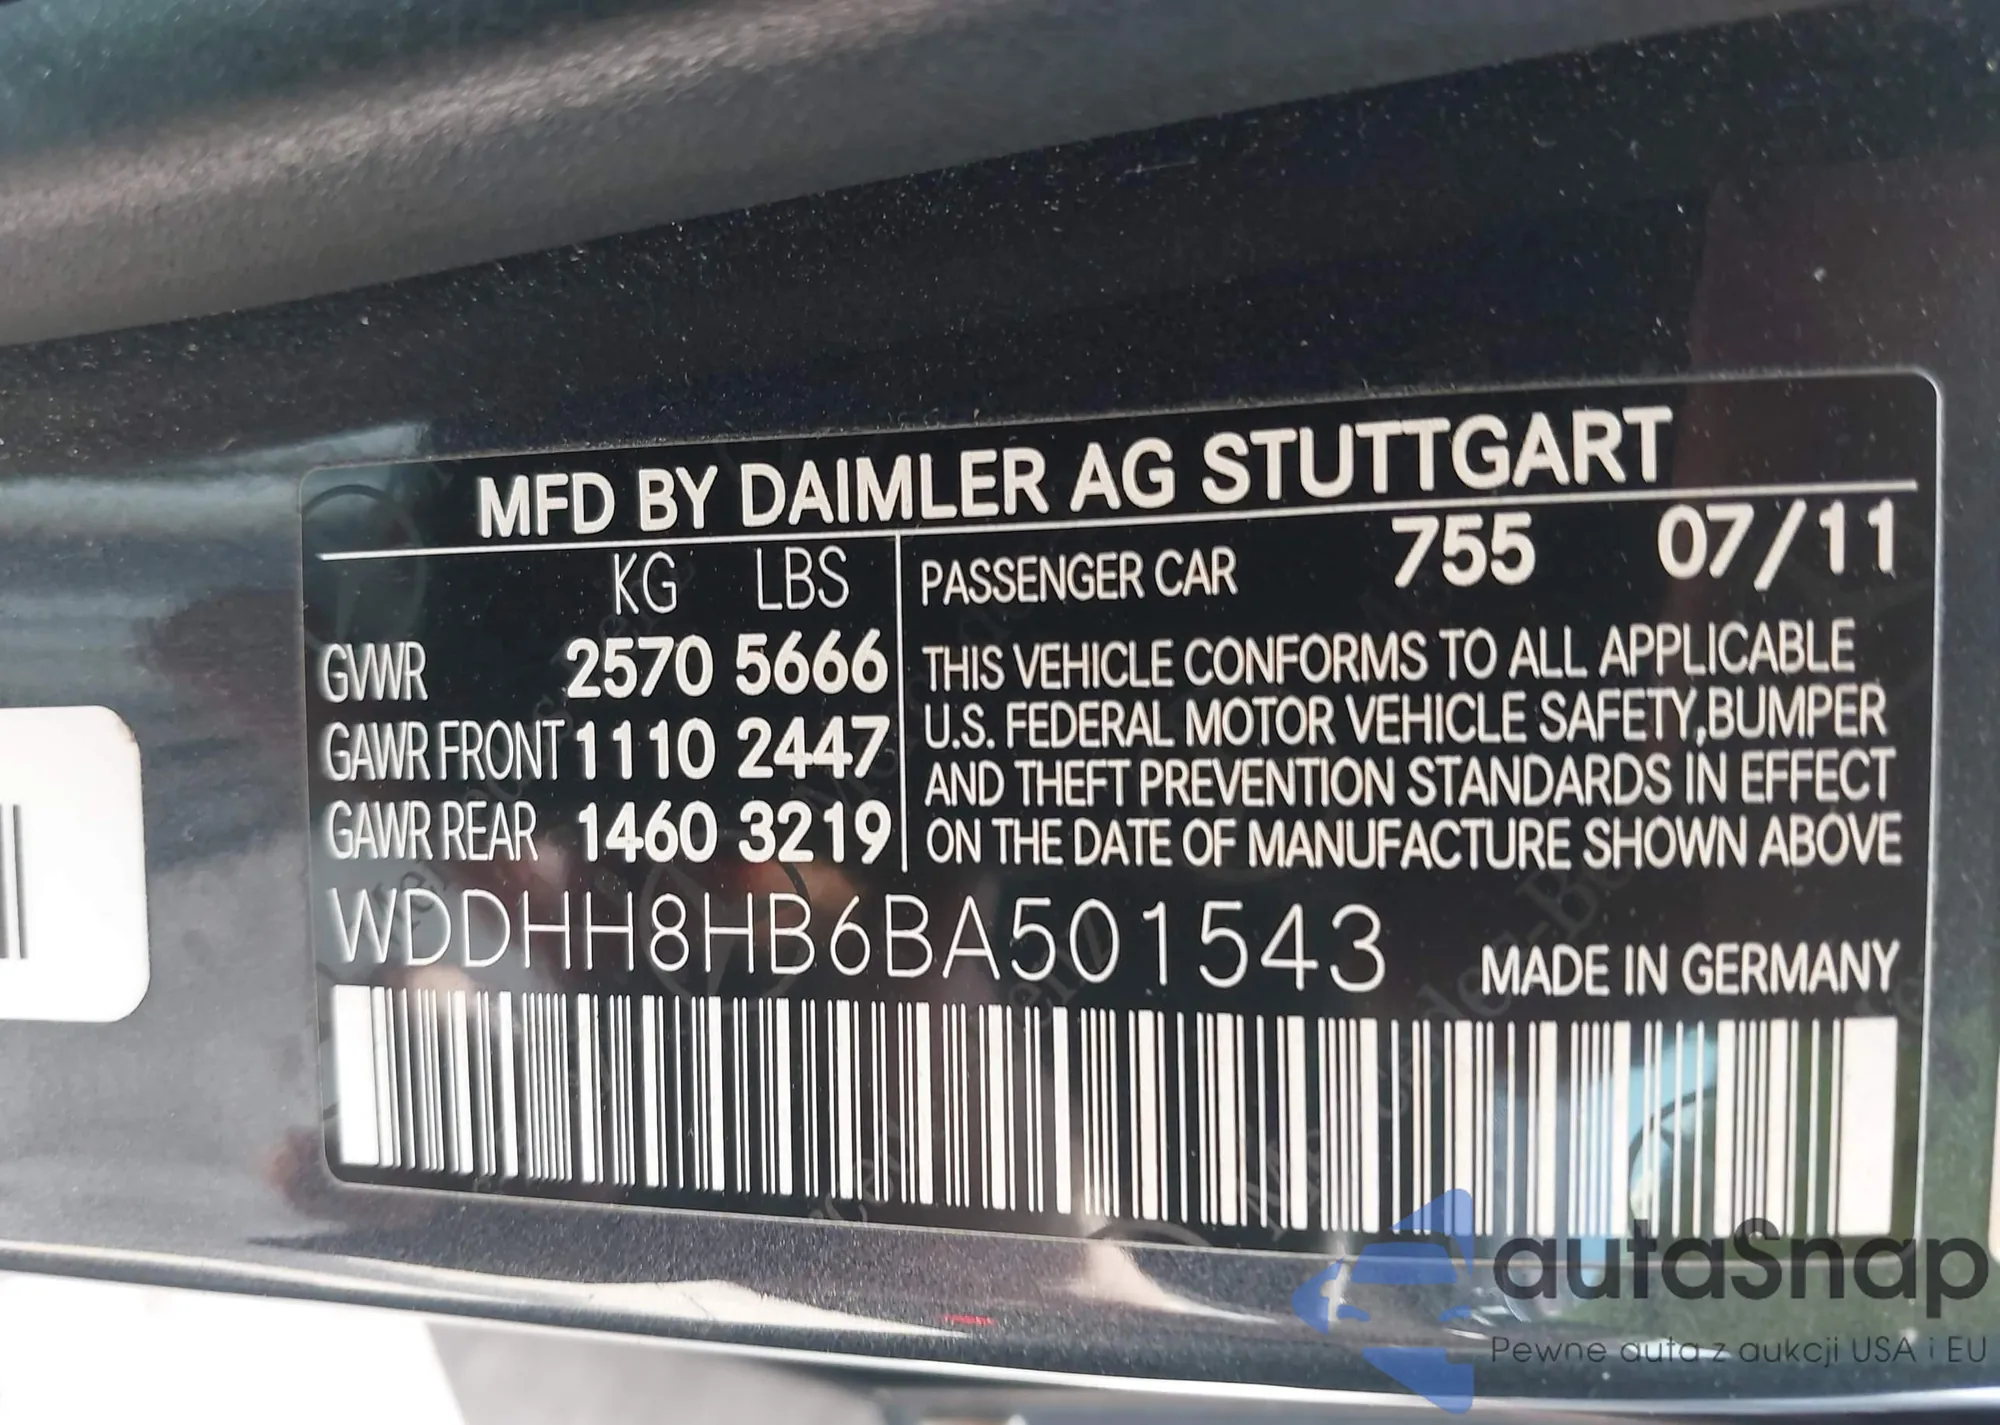 MFD BY DAIMLER AG STUTTGART
KG LBS
GVWR 2570 5666
GAWR FRONT 1110 2447
GAWR REAR 1460 3219
PASSENGER CAR 755 07/11
THIS VEHICLE CONFORMS TO ALL APPLICABLE
U.S. FEDERAL MOTOR VEHICLE SAFETY,BUMPER
AND THEFT PREVENTION STANDARDS IN EFFECT
ON THE DATE OF MANUFACTURE SHOWN ABOVE
WDDHH8HB6BA501543
MADE IN GERMANY
autaSnap
Pewne auta z aukcji USA i EU